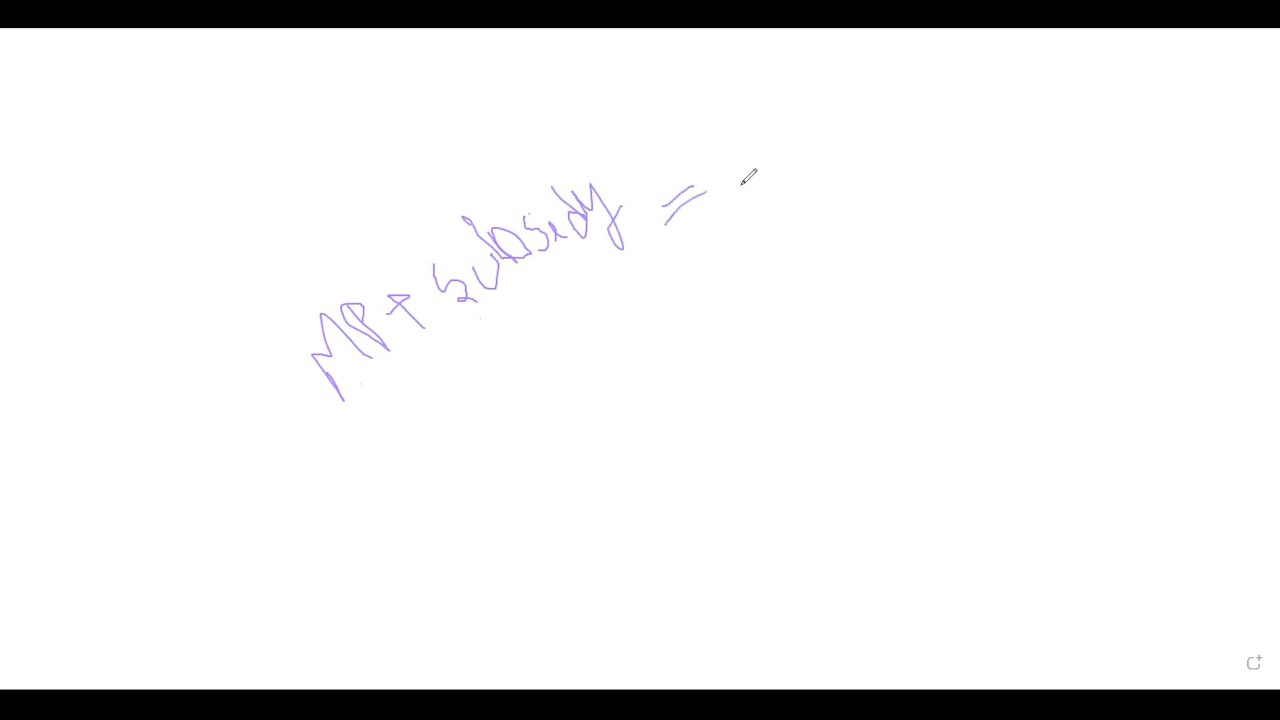 MP + subsidy =